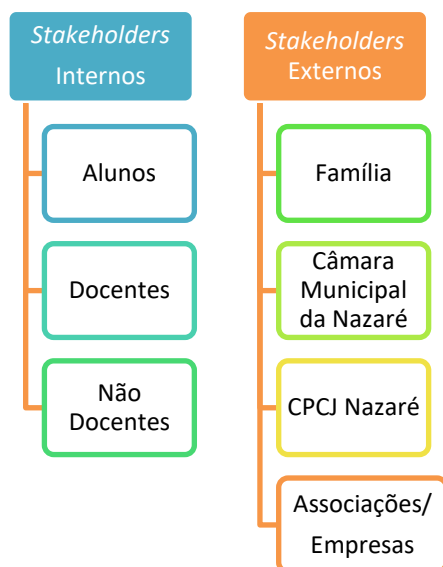 Stakeholders
Internos
Alunos
Docentes
Não
Docentes
Stakeholders
Externos
Família
Câmara
Municipal
da Nazaré
CPCJ Nazaré
Associações/
Empresas